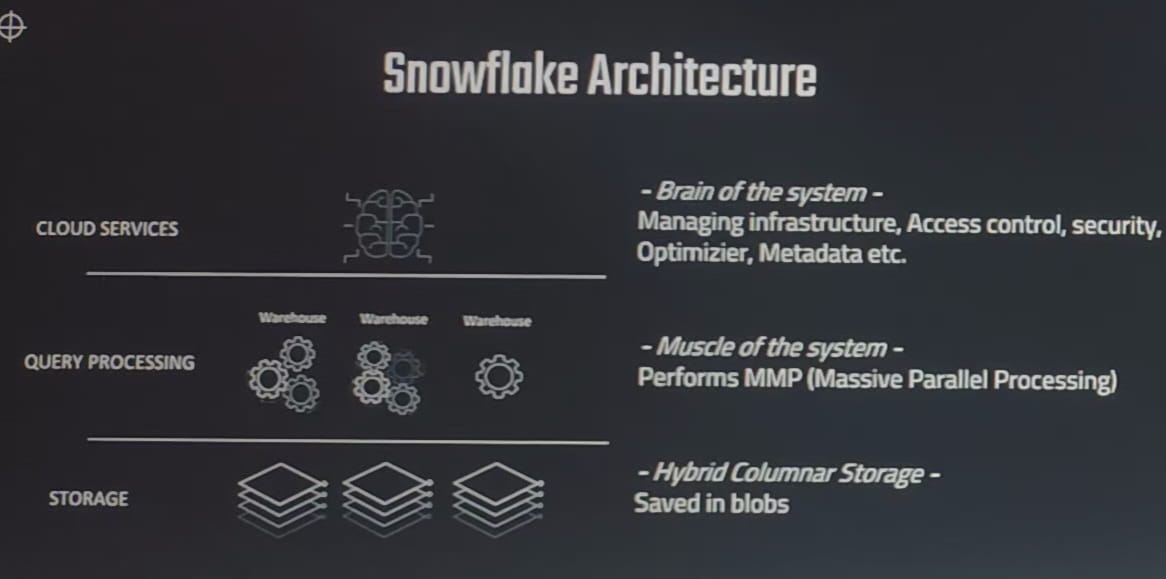 Snowflake Architecture
CLOUD SERVICES
- Brain of the system -
Managing infrastructure, Access control, security,
Optimizier, Metadata etc.
Warehouse Warehouse Warehouse
QUERY PROCESSING
- Muscle of the system -
Performs MMP (Massive Parallel Processing)
STORAGE
- Hybrid Columnar Storage -
Saved in blobs